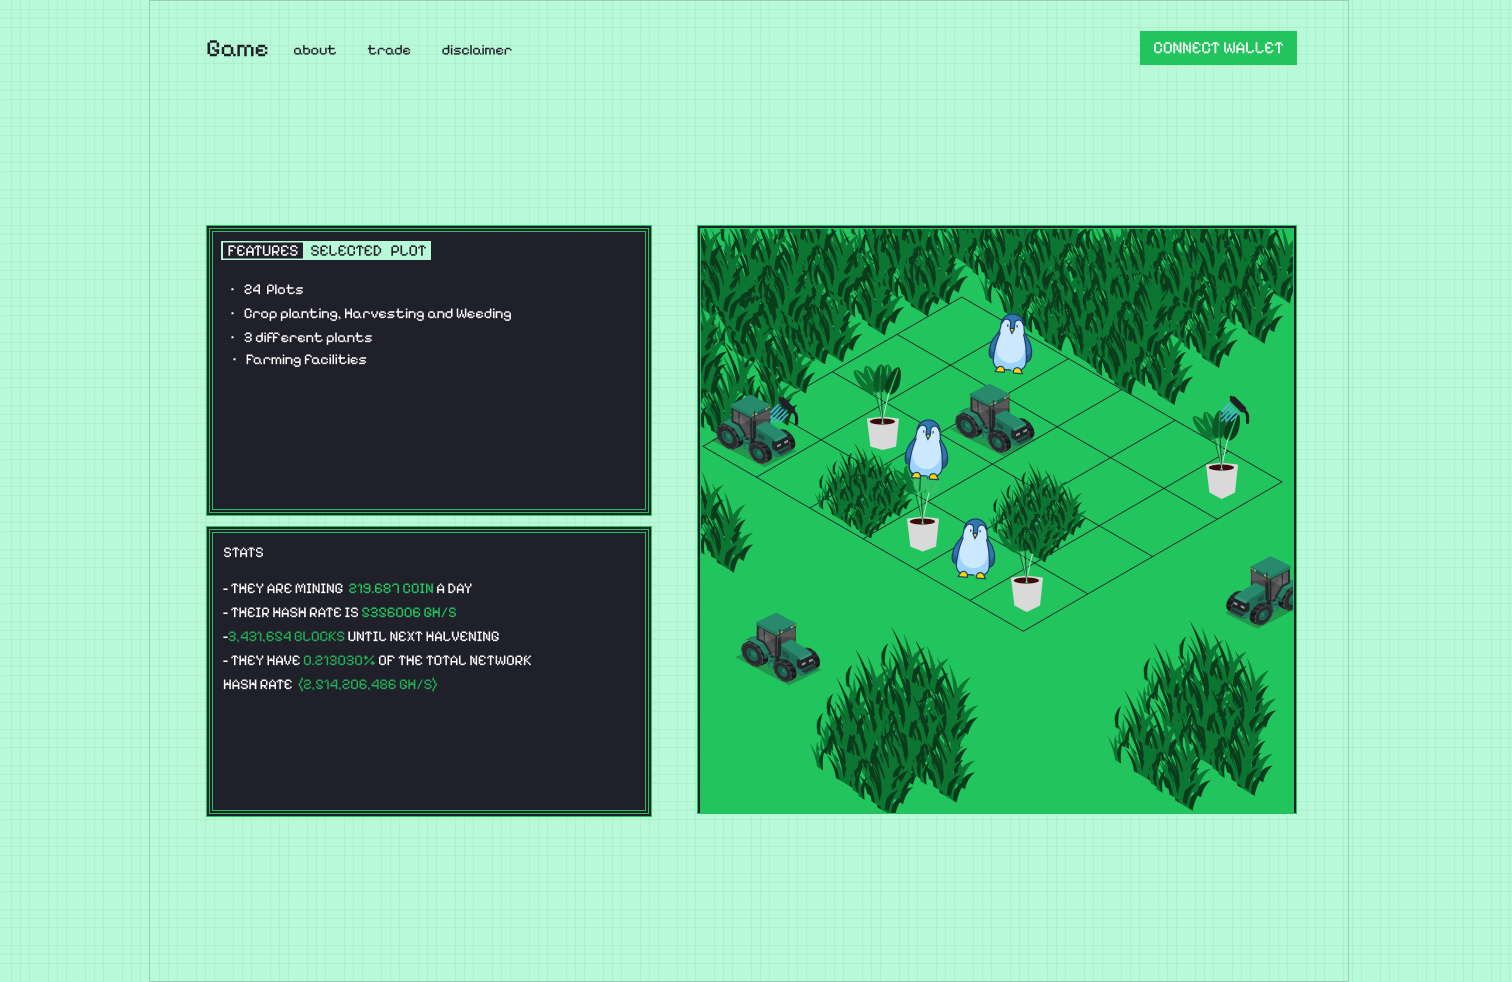 Game about trade disclaimer CONNECT WALLET
FEATURES SELECTED PLOT
· 24 Plots
· Crop planting, Harvesting and Weeding
· 3 different plants
· Farming facilities
STATS
- THEY ARE MINING 219.687 COIN A DAY
- THEIR HASH RATE IS 5356006 GH/S
-3,431,654 BLOCKS UNTIL NEXT HALVENING
- THEY HAVE 0.213030% OF THE TOTAL NETWORK
HASH RATE (2,514,206,486 GH/S)